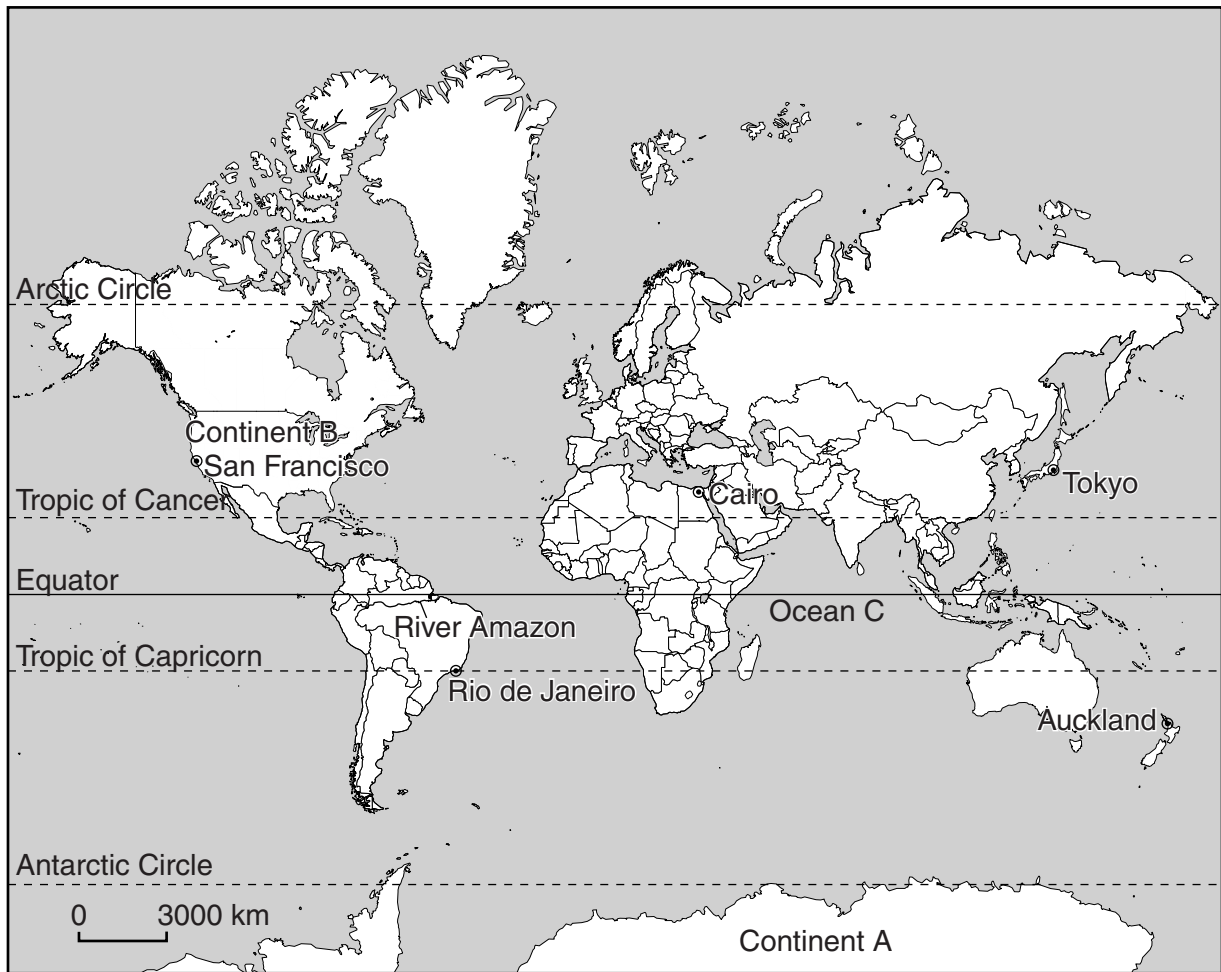 Arctic Circle
Continent B
San Francisco
Tokyo
Tropic of Cancer
Cairo
Equator
Ocean C
River Amazon
Tropic of Capricorn
Rio de Janeiro
Auckland
Antarctic Circle
0 3000 km
Continent A